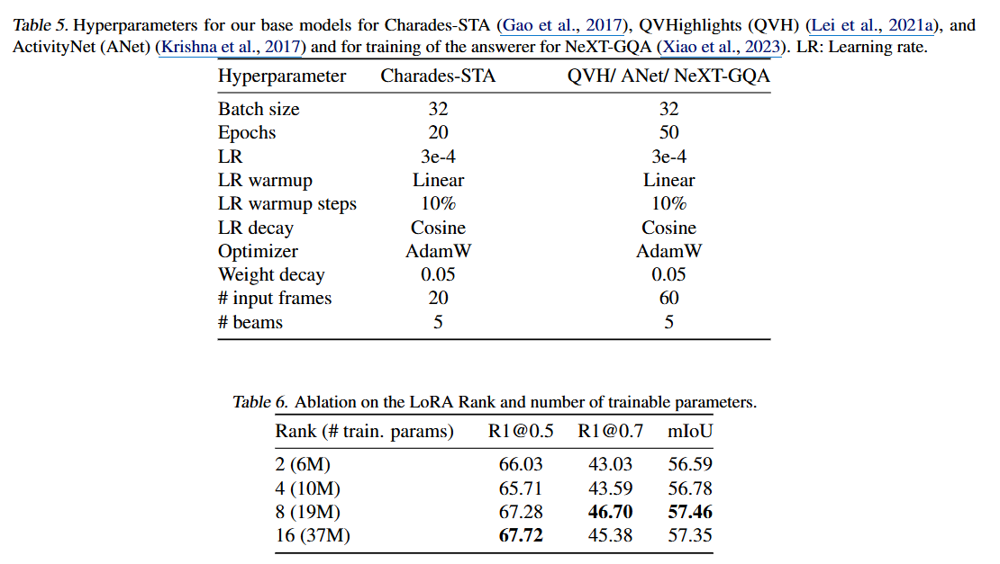 Table 5. Hyperparameters for our base models for Charades-STA (Gao et al., 2017), QVHighlights (QVH) (Lei et al., 2021a), and
ActivityNet (ANet) (Krishna et al., 2017) and for training of the answerer for NeXT-GQA (Xiao et al., 2023). LR: Learning rate.
Hyperparameter Charades-STA QVH/ ANet/ NeXT-GQA
Batch size 32 32
Epochs 20 50
LR 3e-4 3e-4
LR warmup Linear Linear
LR warmup steps 10% 10%
LR decay Cosine Cosine
Optimizer AdamW AdamW
Weight decay 0.05 0.05
# input frames 20 60
# beams 5 5
Table 6. Ablation on the LoRA Rank and number of trainable parameters.
Rank (# train. params) R1@0.5 R1@0.7 mIoU
2 (6M) 66.03 43.03 56.59
4 (10M) 65.71 43.59 56.78
8 (19M) 67.28 46.70 57.46
16 (37M) 67.72 45.38 57.35